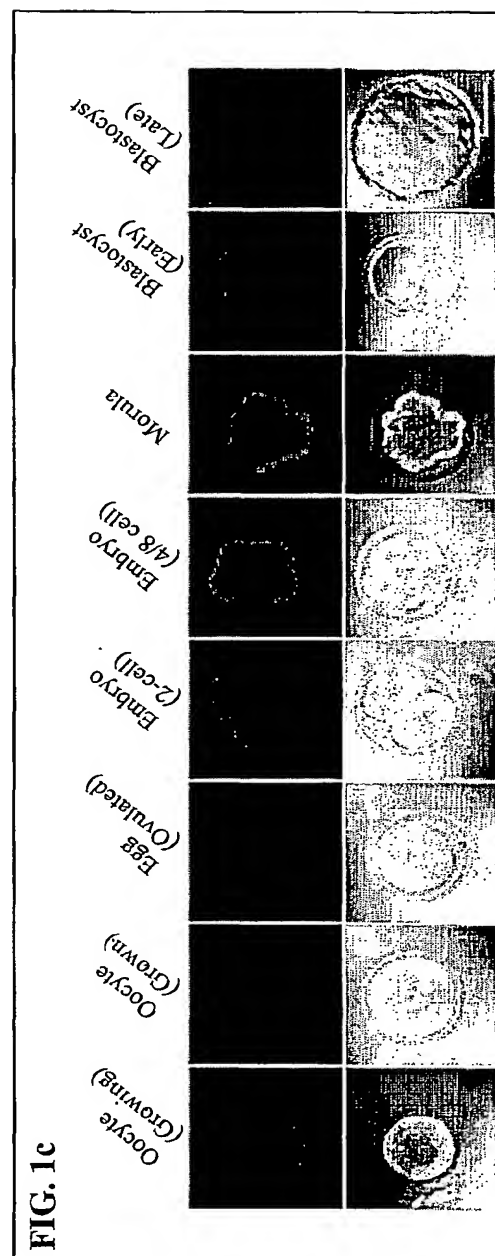 FIG. 1c
Oocyte
(Growing)
Oocyte
(Grown)
Egg
(Ovulated)
Embryo
(2-cell)
Embryo
(4/8 cell)
Morula
Blastocyst
(Early)
Blastocyst
(Late)